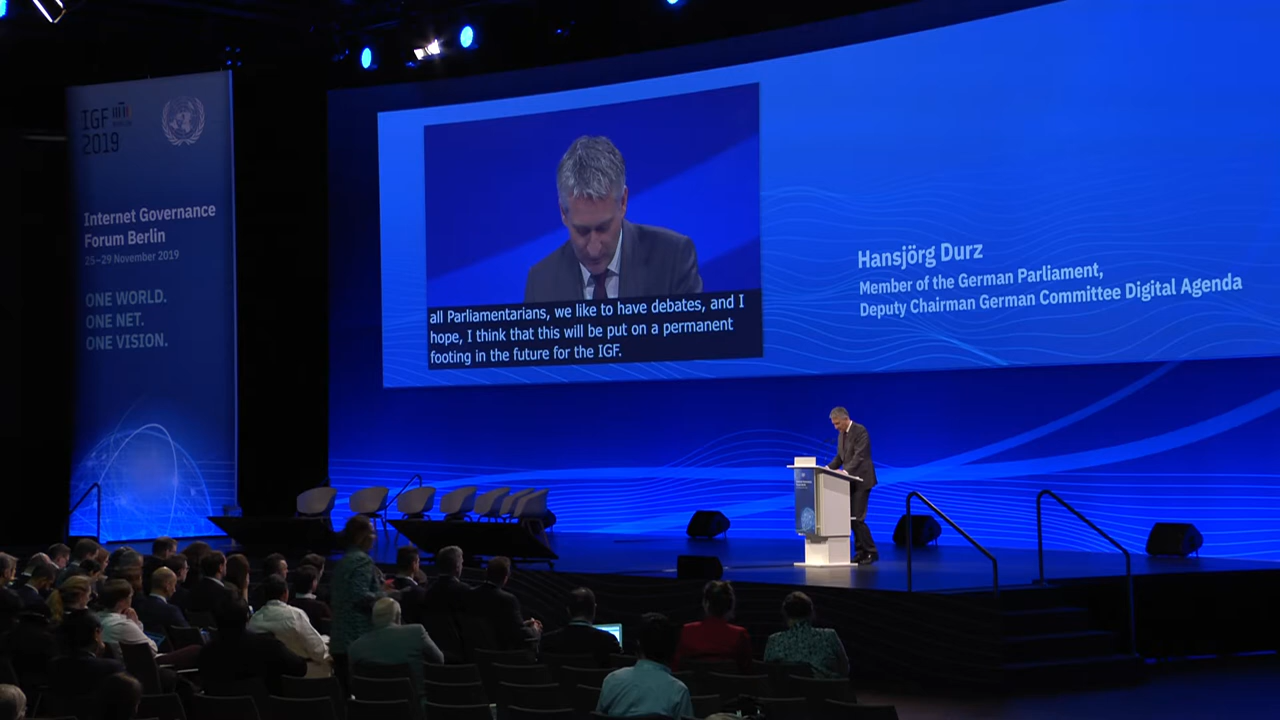 IGF
2019
Internet Governance
Forum Berlin
25–29 November 2019
ONE WORLD.
ONE NET.
ONE VISION.
all Parliamentarians, we like to have debates, and I
hope, I think that this will be put on a permanent
footing in the future for the IGF.
Hansjörg Durz
Member of the German Parliament,
Deputy Chairman German Committee Digital Agenda